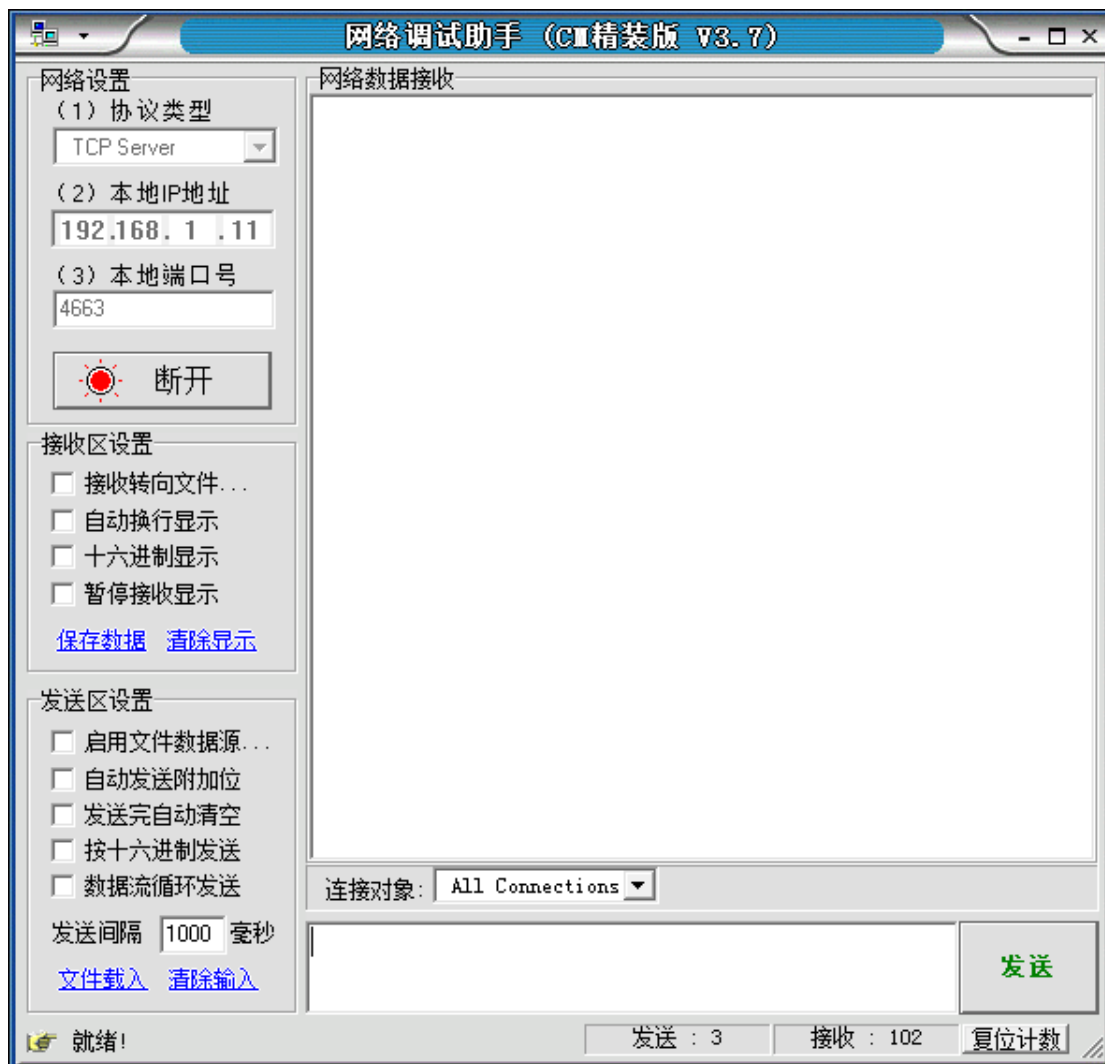 网络调试助手 (CMⅢ精装版 V3.7)
网络设置
(1) 协议类型
TCP Server
(2) 本地IP地址
192.168. 1 .11
(3) 本地端口号
4663
断开
接收区设置
接收转向文件...
自动换行显示
十六进制显示
暂停接收显示
保存数据 清除显示
发送区设置
启用文件数据源...
自动发送附加位
发送完自动清空
按十六进制发送
数据流循环发送
发送间隔 1000 毫秒
文件载入 清除输入
网络数据接收
连接对象: All Connections
发送
就绪!
发送 : 3
接收 : 102
复位计数